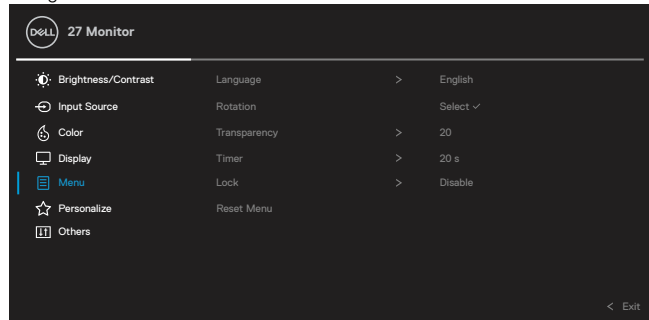 DELL 27 Monitor
Brightness/Contrast Language > English
Input Source Rotation Select ✓
Color Transparency > 20
Display Timer > 20 s
Menu Lock > Disable
Personalize Reset Menu
Others
< Exit